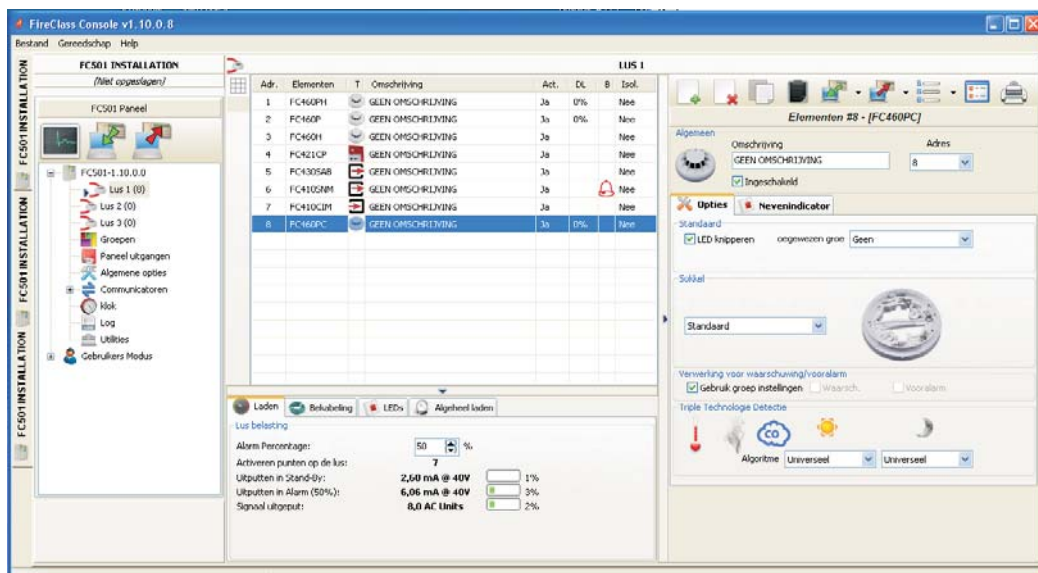 FireClass Console v1.10.0.8
Bestand Gereedschap Help
FC501 INSTALLATION
FC501 INSTALLATION
FC501 INSTALLATION
FC501 INSTALLATION
(Niet opgeslagen)
FC501 Paneel
FC501-1.10.0.0
Lus 1 (8)
Lus 2 (0)
Lus 3 (0)
Groepen
Paneel uitgangen
Algemene opties
Communicatoren
klok
Log
Utilities
Gebruikers Modus
LUS 1
Adr. Elementen T Omschrijving Act. DL B Isol.
1 FC460PH GEEN OMSCHRIJVING Ja 0% Nee
2 FC460P GEEN OMSCHRIJVING Ja 0% Nee
3 FC460H GEEN OMSCHRIJVING Ja Nee
4 FC421CP GEEN OMSCHRIJVING Ja Nee
5 FC430SAB GEEN OMSCHRIJVING Ja Nee
6 FC410SNM GEEN OMSCHRIJVING Ja Nee
7 FC410CIM GEEN OMSCHRIJVING Ja Nee
8 FC460PC GEEN OMSCHRIJVING Ja 0% Nee
Laden Bekabeling LEDs Algeheel laden
Lus belasting
Alarm Percentage: 50 %
Activeren punten op de lus: 7
Uitputten in Stand-By: 2,60 mA @ 40V 1%
Uitputten in Alarm (50%): 6,06 mA @ 40V 3%
Signaal uitgeput: 8,0 AC Units 2%
Elementen #8 - [FC460PC]
Algemeen
Omschrijving Adres
GEEN OMSCHRIJVING 8
Ingeschakeld
Opties Nevenindicator
Standaard
LED knipperen oegewezen groe Geen
Sokkel
Standaard
Verwerking voor waarschuwing/vooralarm
Gebruik groep instellingen Waarsch. Vooralarm
Triple Technologie Detectie
CO
Algoritme Universeel Universeel